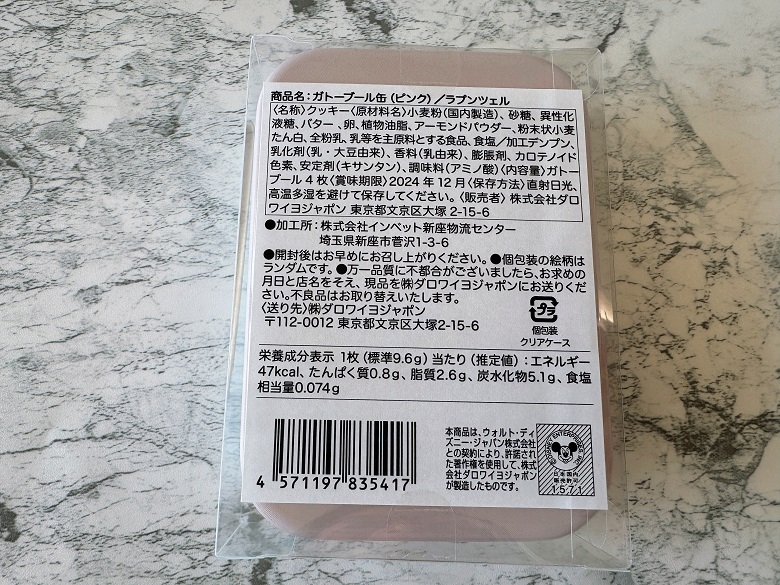 商品名:ガトーブール缶(ピンク)/ラプンツェル
〈名称〉クッキー〈原材料名〉小麦粉(国内製造)、砂糖、異性化
液糖、バター 、卵、植物油脂、アーモンドパウダー、粉末状小麦
たん白、全粉乳、乳等を主原料とする食品、食塩/加工デンプン、
乳化剤(乳・大豆由来)、香料(乳由来)、膨脹剤、カロテノイド
色素、安定剤(キサンタン)、調味料(アミノ酸)〈内容量〉ガトー
ブール4枚〈賞味期限〉2024年12月〈保存方法〉直射日光、
高温多湿を避けて保存してください。〈販売者〉株式会社ダロ
ワイヨジャポン 東京都文京区大塚2-15-6
●加工所:株式会社インペット新座物流センター
埼玉県新座市菅沢1-3-6
●開封後はお早めにお召し上がりください。●個包装の絵柄は
ランダムです。●万一品質に不都合がございましたら、お求めの
月日と店名をそえ、現品を㈱ダロワイヨジャポンにお送りくだ
さい。不良品はお取り替えいたします。
〈送り先〉㈱ダロワイヨジャポン
〒112-0012 東京都文京区大塚2-15-6
プラ
個包装
クリアケース
栄養成分表示 1枚(標準9.6g)当たり(推定値):エネルギー
47kcal、たんぱく質0.8g、脂質2.6g、炭水化物5.1g、食塩
相当量0.074g
4 571197 835417
本商品は、ウォルト・ディ
ズニー・ジャパン株式会社
との契約により、許諾され
た著作権を使用して、株式
会社ダロワイヨジャポン
が製造したものです。
日本国内
販売許可
1571